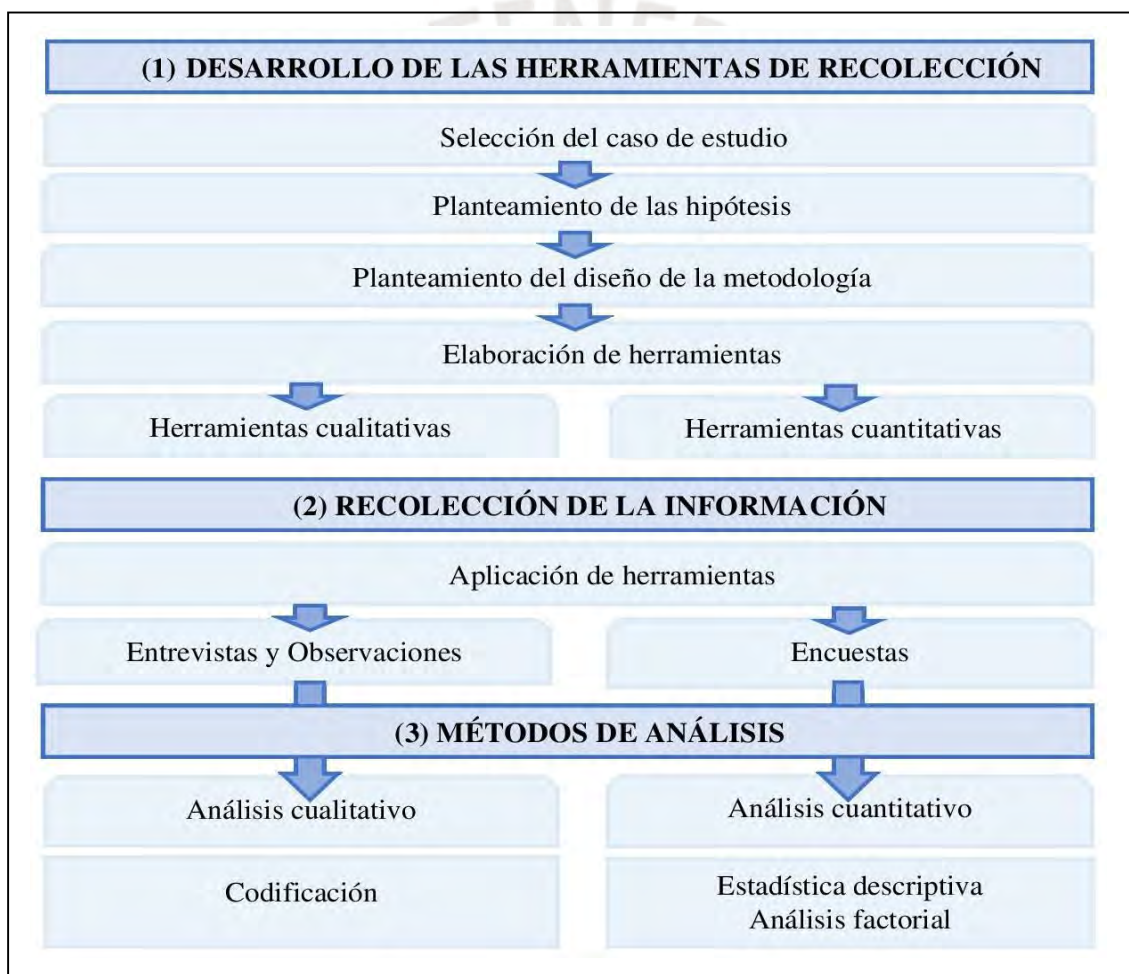 (1) DESARROLLO DE LAS HERRAMIENTAS DE RECOLECCIÓN
Selección del caso de estudio
Planteamiento de las hipótesis
Planteamiento del diseño de la metodología
Elaboración de herramientas
Herramientas cualitativas
Herramientas cuantitativas
(2) RECOLECCIÓN DE LA INFORMACIÓN
Aplicación de herramientas
Entrevistas y Observaciones
Encuestas
(3) MÉTODOS DE ANÁLISIS
Análisis cualitativo
Análisis cuantitativo
Codificación
Estadística descriptiva
Análisis factorial